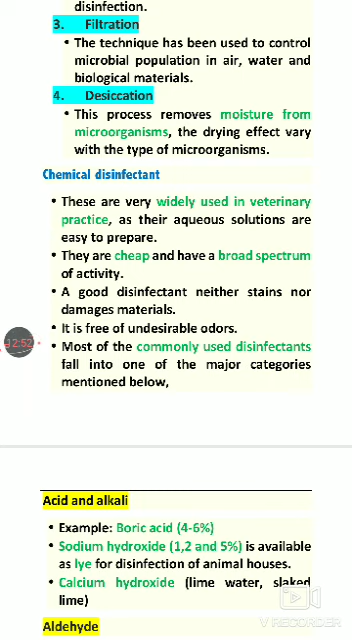 disinfection.
3. Filtration
• The technique has been used to control
microbial population in air, water and
biological materials.
4. Desiccation
• This process removes moisture from
microorganisms, the drying effect vary
with the type of microorganisms.
Chemical disinfectant
• These are very widely used in veterinary
practice, as their aqueous solutions are
easy to prepare.
• They are cheap and have a broad spectrum
of activity.
• A good disinfectant neither stains nor
damages materials.
• It is free of undesirable odors.
12:52
• Most of the commonly used disinfectants
fall into one of the major categories
mentioned below,
Acid and alkali
• Example: Boric acid (4-6%)
• Sodium hydroxide (1,2 and 5%) is available
as lye for disinfection of animal houses.
• Calcium hydroxide (lime water, slaked
lime)
V RECORDER
Aldehyde